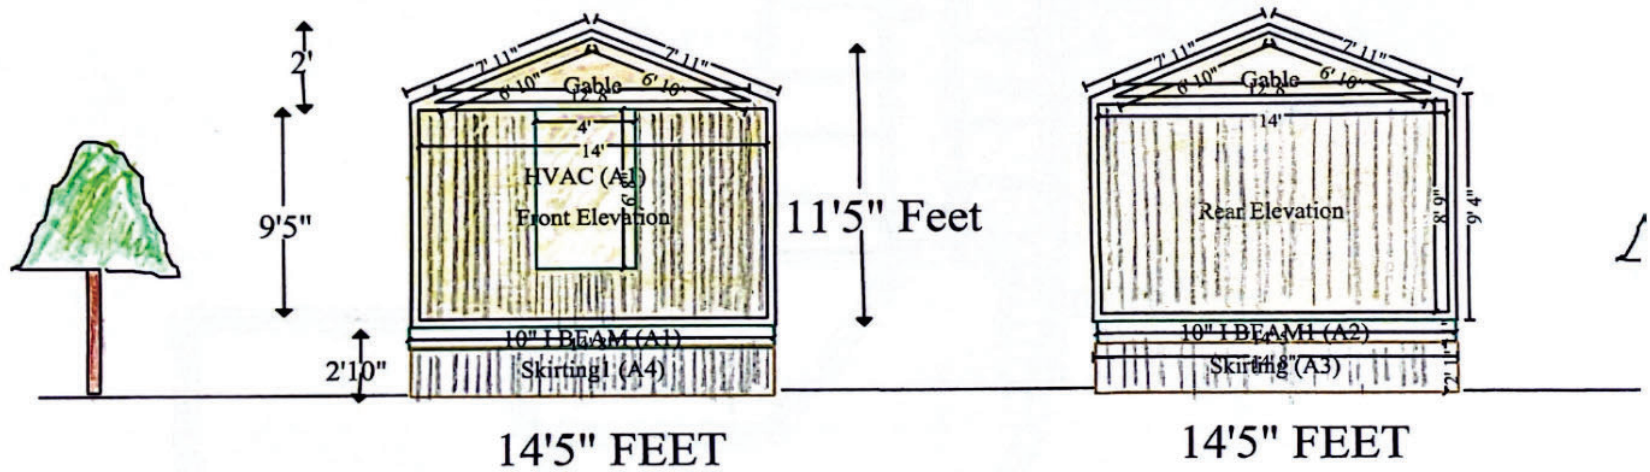 2'
7' 11"
7' 11"
6' 10"
6' 10"
Gable
12' 8"
4'
14'
HVAC (A1)
Front Elevation
9'5"
11'5" Feet
10" I BEAM (A1)
Skirting1 (A4)
2'10"
14'5" FEET
7' 11"
7' 11"
6' 10"
6' 10"
Gable
12' 8"
14'
Rear Elevation
8' 9"
9' 4"
10" I BEAM1 (A2)
1'
Skirting (A3)
14'5" FEET